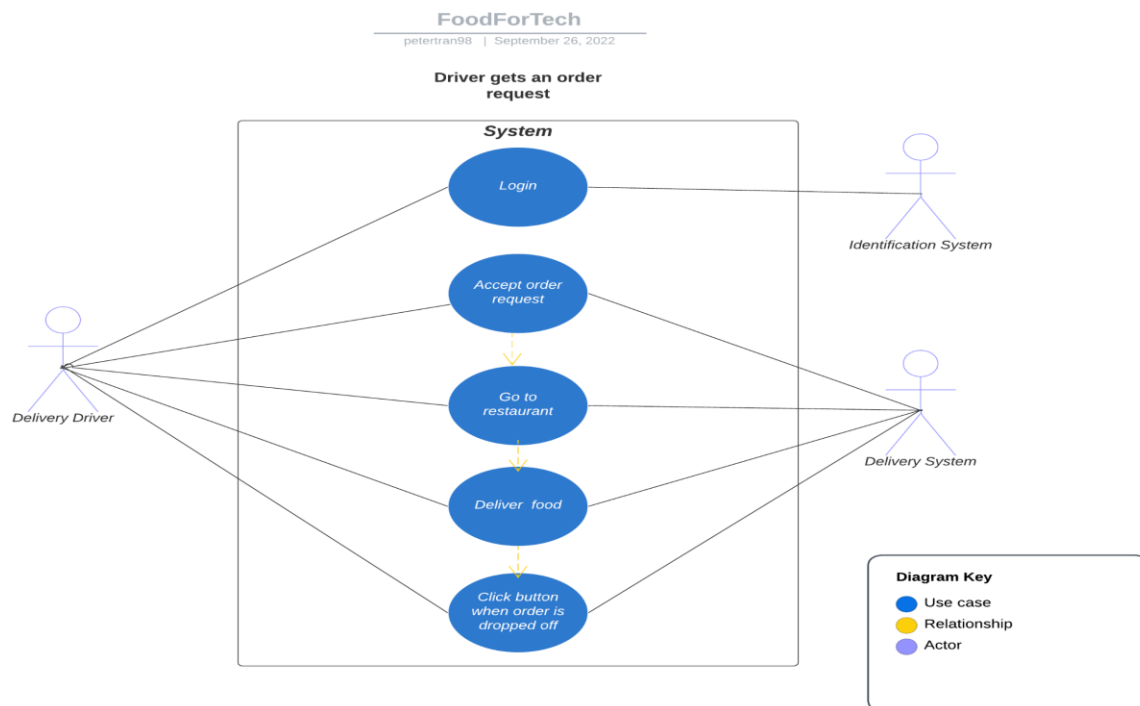 FoodForTech
petertran98 | September 26, 2022
Driver gets an order
request
System
Login
Identification System
Accept order
request
Delivery Driver
Go to
restaurant
Delivery System
Deliver food
Click button
when order is
dropped off
Diagram Key
Use case
Relationship
Actor